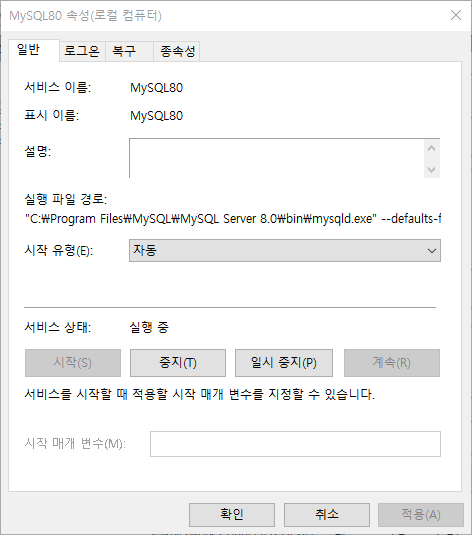 MySQL80 속성(로컬 컴퓨터)
일반 로그온 복구 종속성
서비스 이름: MySQL80
표시 이름: MySQL80
설명:
실행 파일 경로:
"C:₩Program Files₩MySQL₩MySQL Server 8.0₩bin₩mysqld.exe" --defaults-f
시작 유형(E): 자동
서비스 상태: 실행 중
시작(S) 중지(T) 일시 중지(P) 계속(R)
서비스를 시작할 때 적용할 시작 매개 변수를 지정할 수 있습니다.
시작 매개 변수(M):
확인 취소 적용(A)